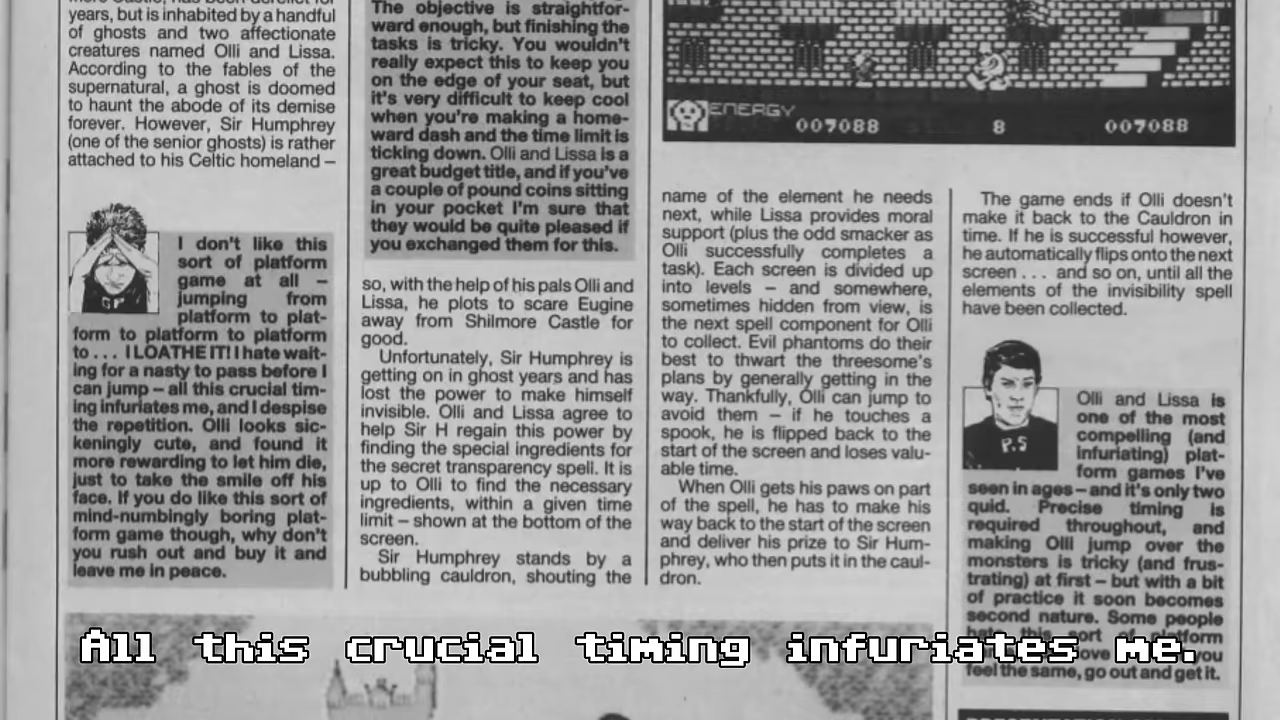 more Castle, has been derelict for
years, but is inhabited by a handful
of ghosts and two affectionate
creatures named Olli and Lissa.
According to the fables of the
supernatural, a ghost is doomed
to haunt the abode of its demise
forever. However, Sir Humphrey
(one of the senior ghosts) is rather
attached to his Celtic homeland –
GP
I don't like this
sort of platform
game at all –
jumping from
platform to plat-
form to platform to platform
to . . . I LOATHE IT! I hate wait-
ing for a nasty to pass before I
can jump – all this crucial tim-
ing infuriates me, and I despise
the repetition. Olli looks sic-
keningly cute, and found it
more rewarding to let him die,
just to take the smile off his
face. If you do like this sort of
mind-numbingly boring plat-
form game though, why don't
you rush out and buy it and
leave me in peace.
The objective is straightfor-
ward enough, but finishing the
tasks is tricky. You wouldn't
really expect this to keep you
on the edge of your seat, but
it's very difficult to keep cool
when you're making a home-
ward dash and the time limit is
ticking down. Olli and Lissa is a
great budget title, and if you've
a couple of pound coins sitting
in your pocket I'm sure that
they would be quite pleased if
you exchanged them for this.
so, with the help of his pals Olli and
Lissa, he plots to scare Eugine
away from Shilmore Castle for
good.
Unfortunately, Sir Humphrey is
getting on in ghost years and has
lost the power to make himself
invisible. Olli and Lissa agree to
help Sir H regain this power by
finding the special ingredients for
the secret transparency spell. It is
up to Olli to find the necessary
ingredients, within a given time
limit – shown at the bottom of the
screen.
Sir Humphrey stands by a
bubbling cauldron, shouting the
ENERGY
007088 8 007088
name of the element he needs
next, while Lissa provides moral
support (plus the odd smacker as
Olli successfully completes a
task). Each screen is divided up
into levels – and somewhere,
sometimes hidden from view, is
the next spell component for Olli
to collect. Evil phantoms do their
best to thwart the threesome's
plans by generally getting in the
way. Thankfully, Olli can jump to
avoid them – if he touches a
spook, he is flipped back to the
start of the screen and loses valu-
able time.
When Olli gets his paws on part
of the spell, he has to make his
way back to the start of the screen
and deliver his prize to Sir Hum-
phrey, who then puts it in the caul-
dron.
The game ends if Olli doesn't
make it back to the Cauldron in
time. If he is successful however,
he automatically flips onto the next
screen . . . and so on, until all the
elements of the invisibility spell
have been collected.
P.S
Olli and Lissa is
one of the most
compelling (and
infuriating) plat-
form games I've
seen in ages – and it's only two
quid. Precise timing is
required throughout, and
making Olli jump over the
monsters is tricky (and frus-
trating) at first – but with a bit
of practice it soon becomes
second nature. Some people
hate this sort of platform
love you
feel the same, go out and get it.
All this crucial timing infuriates me.